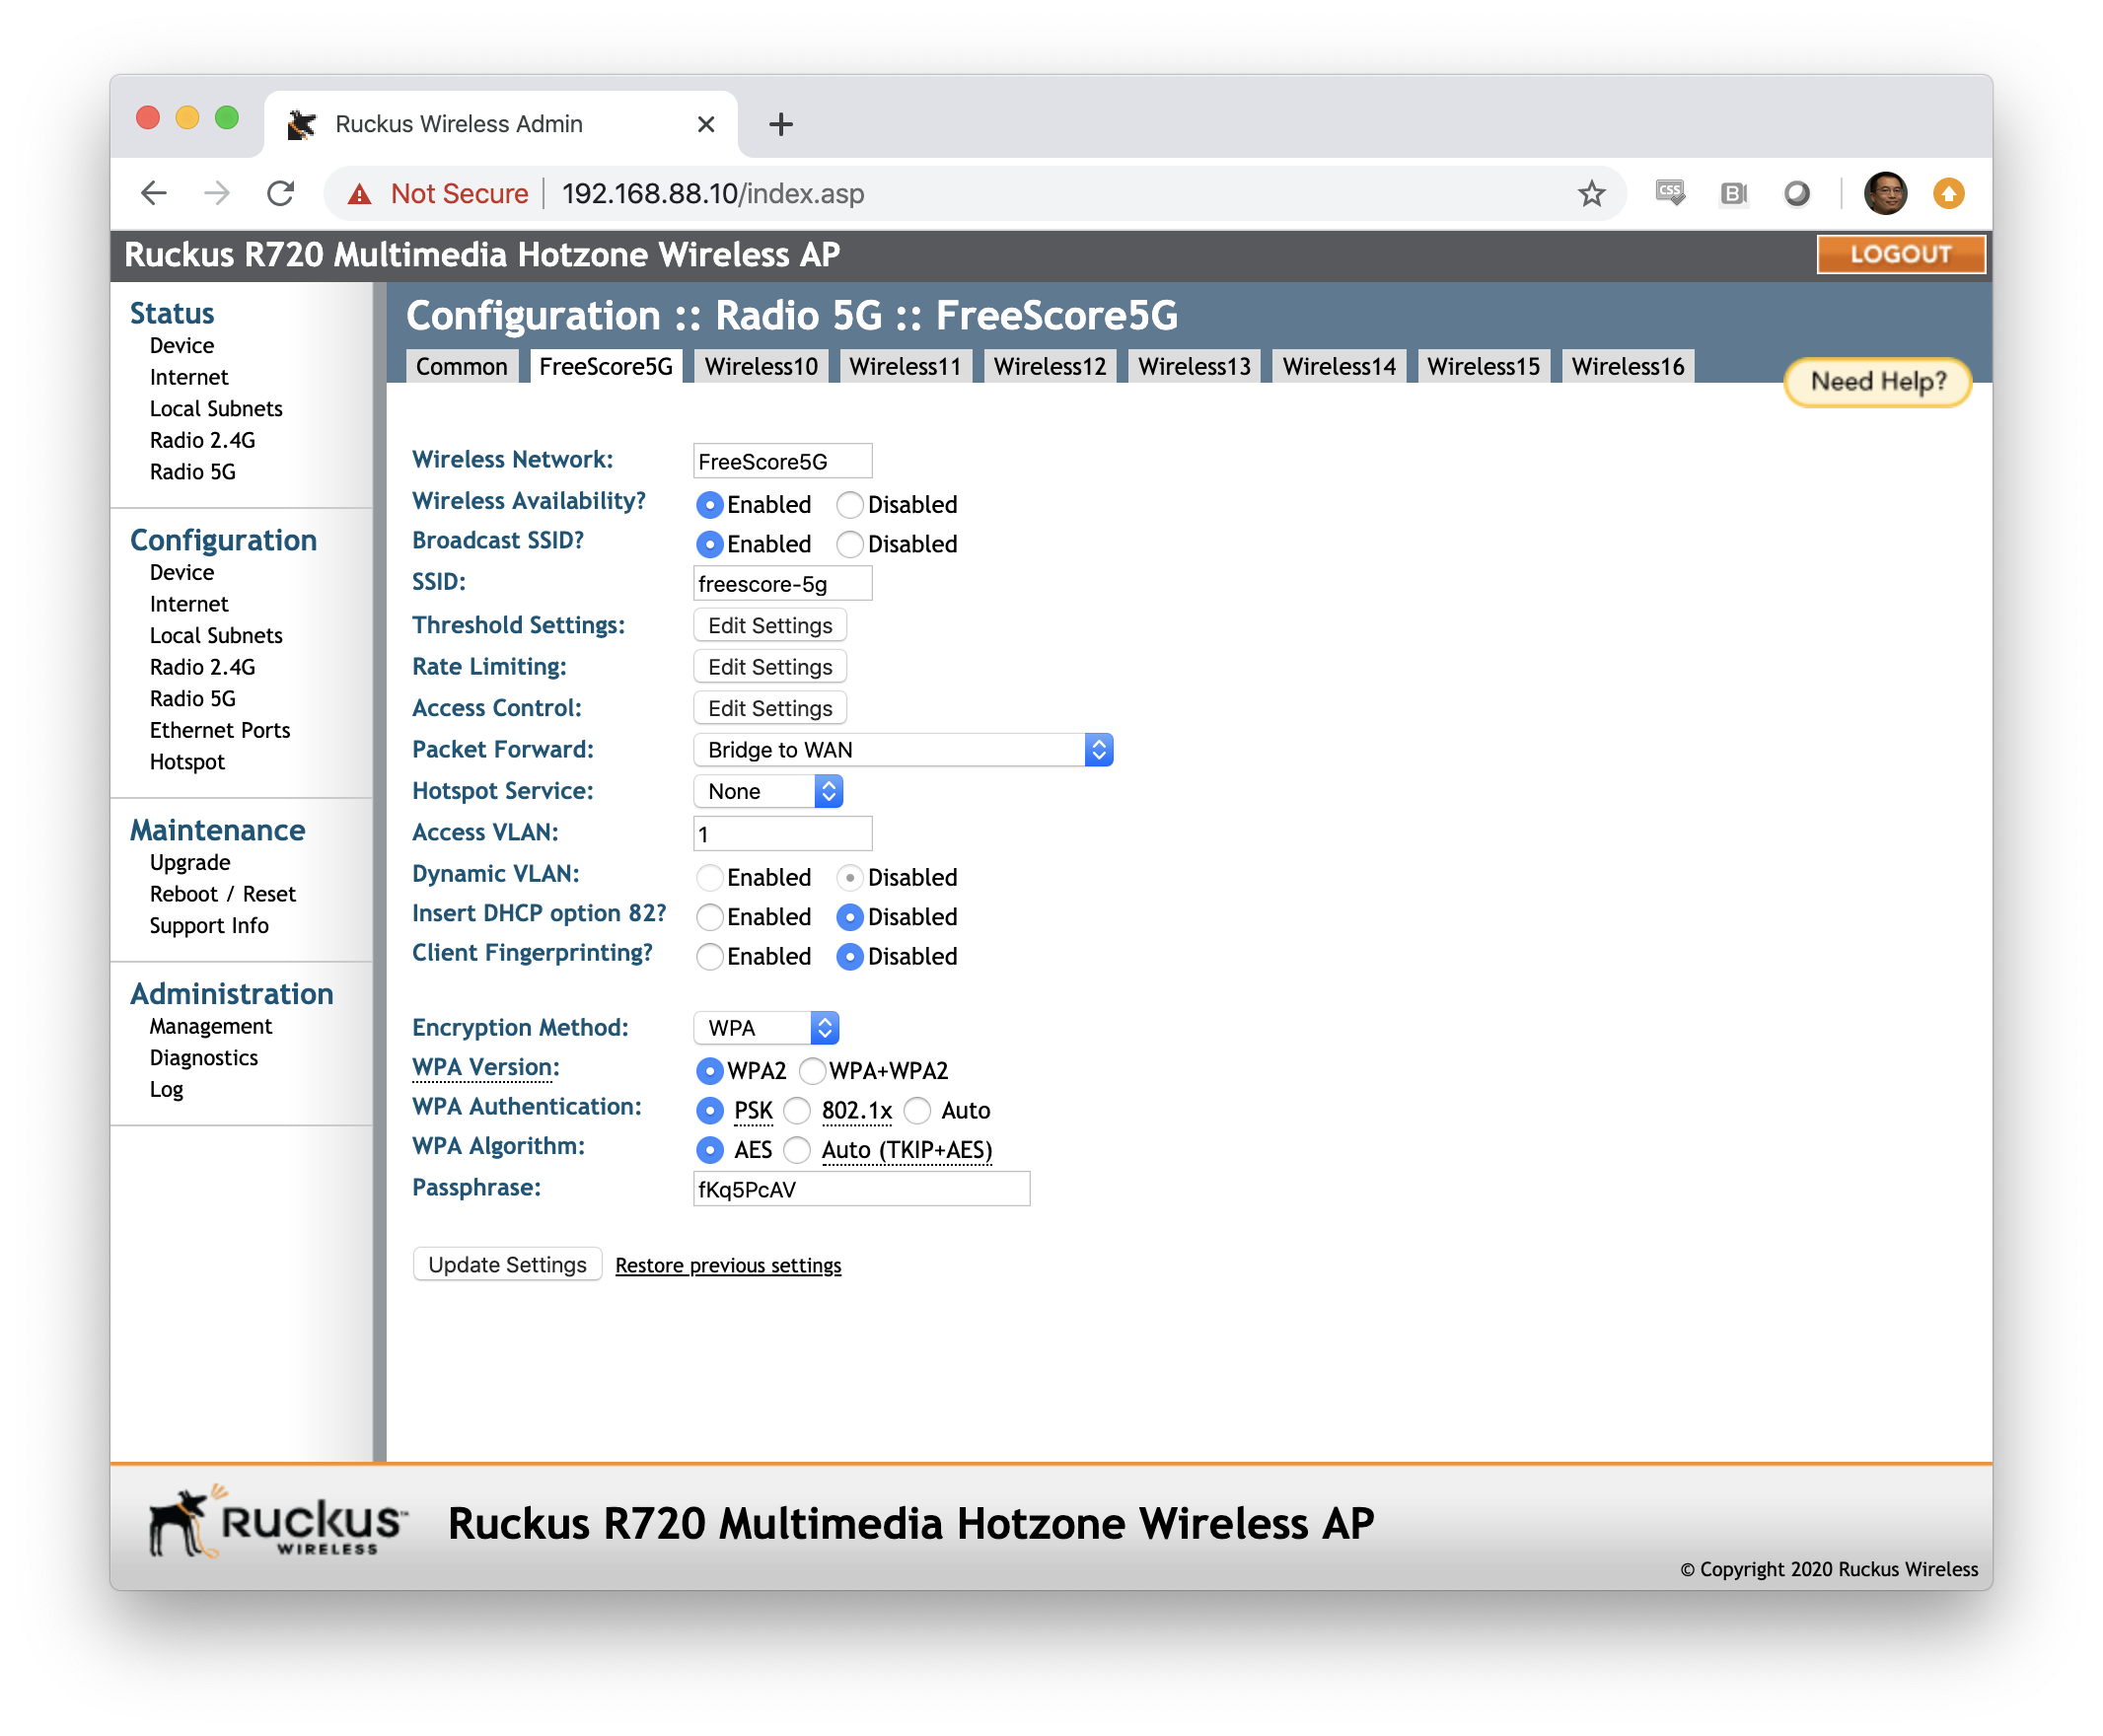 Ruckus Wireless Admin
Not Secure 192.168.88.10/index.asp
CSS B
Ruckus R720 Multimedia Hotzone Wireless AP LOGOUT
Status
Device
Internet
Local Subnets
Radio 2.4G
Radio 5G
Configuration
Device
Internet
Local Subnets
Radio 2.4G
Radio 5G
Ethernet Ports
Hotspot
Maintenance
Upgrade
Reboot / Reset
Support Info
Administration
Management
Diagnostics
Log
Configuration :: Radio 5G :: FreeScore5G
Common FreeScore5G Wireless10 Wireless11 Wireless12 Wireless13 Wireless14 Wireless15 Wireless16
Need Help?
Wireless Network: FreeScore5G
Wireless Availability? Enabled Disabled
Broadcast SSID? Enabled Disabled
SSID: freescore-5g
Threshold Settings: Edit Settings
Rate Limiting: Edit Settings
Access Control: Edit Settings
Packet Forward: Bridge to WAN
Hotspot Service: None
Access VLAN: 1
Dynamic VLAN: Enabled Disabled
Insert DHCP option 82? Enabled Disabled
Client Fingerprinting? Enabled Disabled
Encryption Method: WPA
WPA Version: WPA2 WPA+WPA2
WPA Authentication: PSK 802.1x Auto
WPA Algorithm: AES Auto (TKIP+AES)
Passphrase: fKq5PcAV
Update Settings Restore previous settings
RUCKUS™
WIRELESS
Ruckus R720 Multimedia Hotzone Wireless AP
© Copyright 2020 Ruckus Wireless